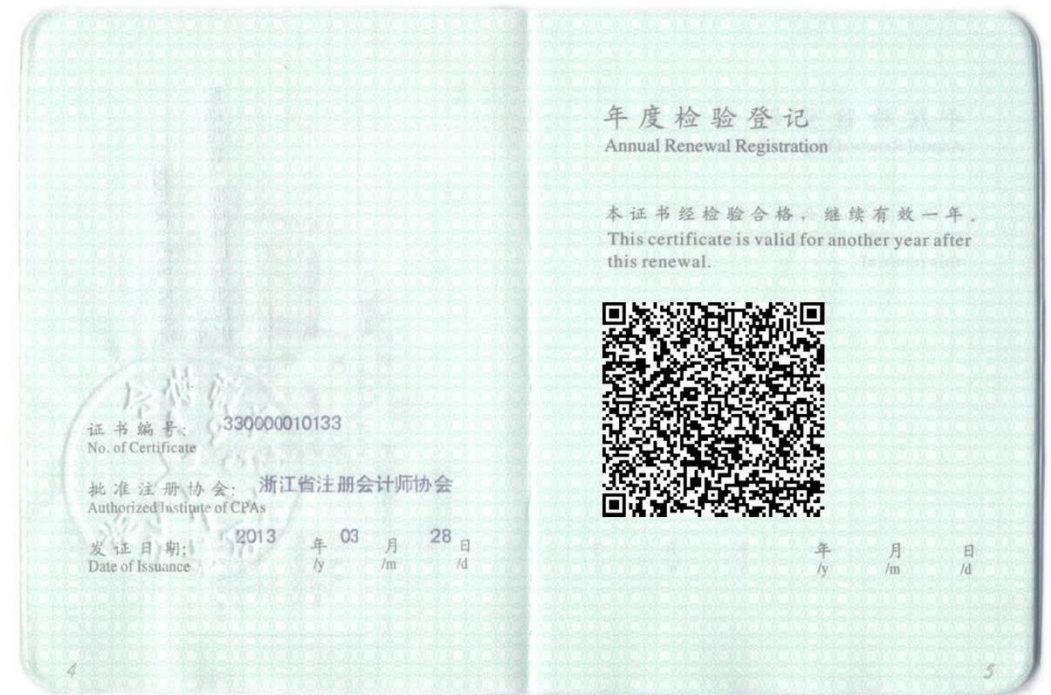 证书编号: 330000010133
No. of Certificate
批准注册协会: 浙江省注册会计师协会
Authorized Institute of CPAs
发证日期: 2013 年 03 月 28 日
Date of Issuance /y /m /d
4
年度检验登记
Annual Renewal Registration
本证书经检验合格，继续有效一年。
This certificate is valid for another year after
this renewal.
年 月 日
/y /m /d
5